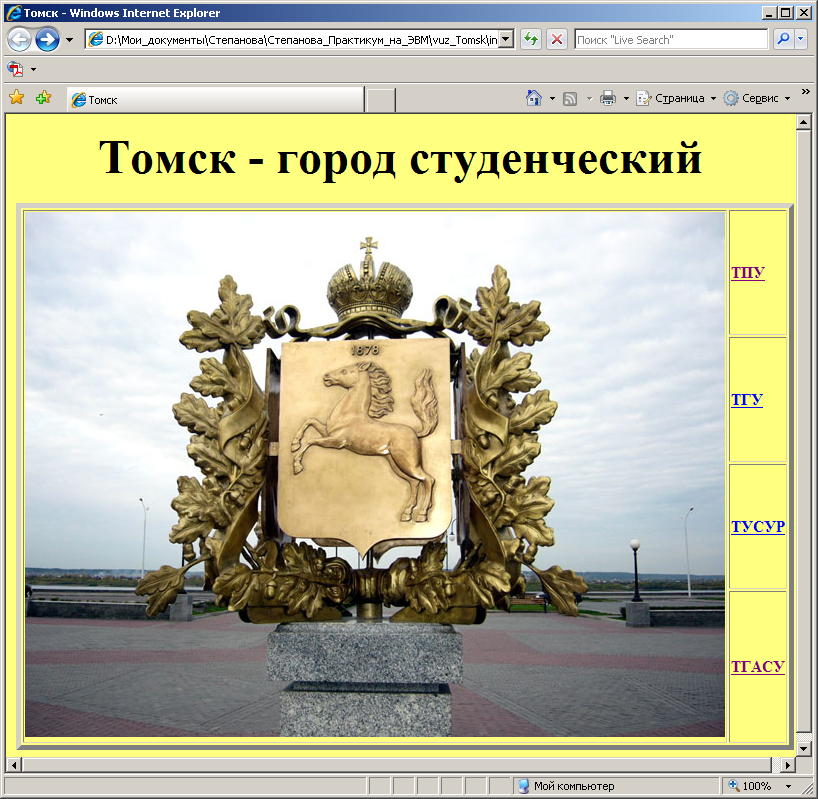 Томск - Windows Internet Explorer
D:\Мои_документы\Степанова\Степанова_Практикум_на_ЭВМ\vuz_Tomsk\in
Поиск "Live Search"
Томск
Страница
Сервис
»
Томск - город студенческий
1878
ТПУ
ТГУ
ТУСУР
ТГАСУ
Мой компьютер
100%